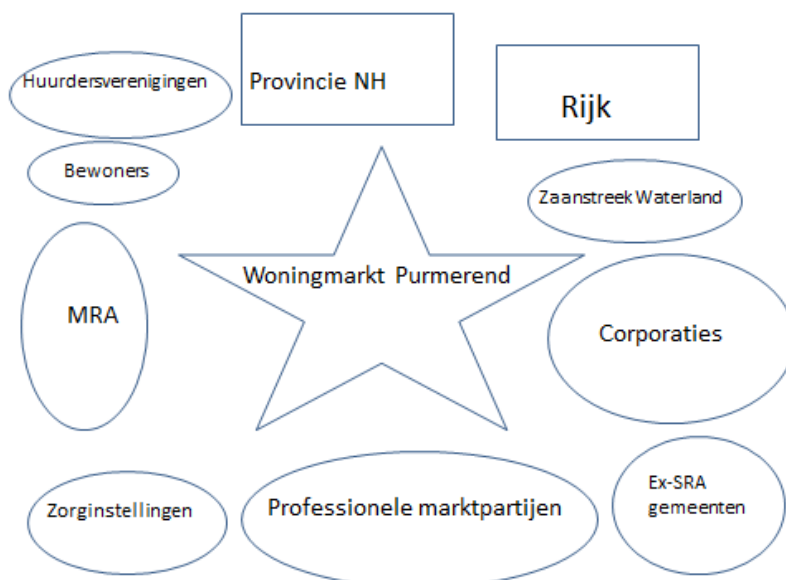 Huurdersverenigingen
Provincie NH
Rijk
Bewoners
Zaanstreek Waterland
Woningmarkt Purmerend
MRA
Corporaties
Zorginstellingen
Professionele marktpartijen
Ex-SRA
gemeenten